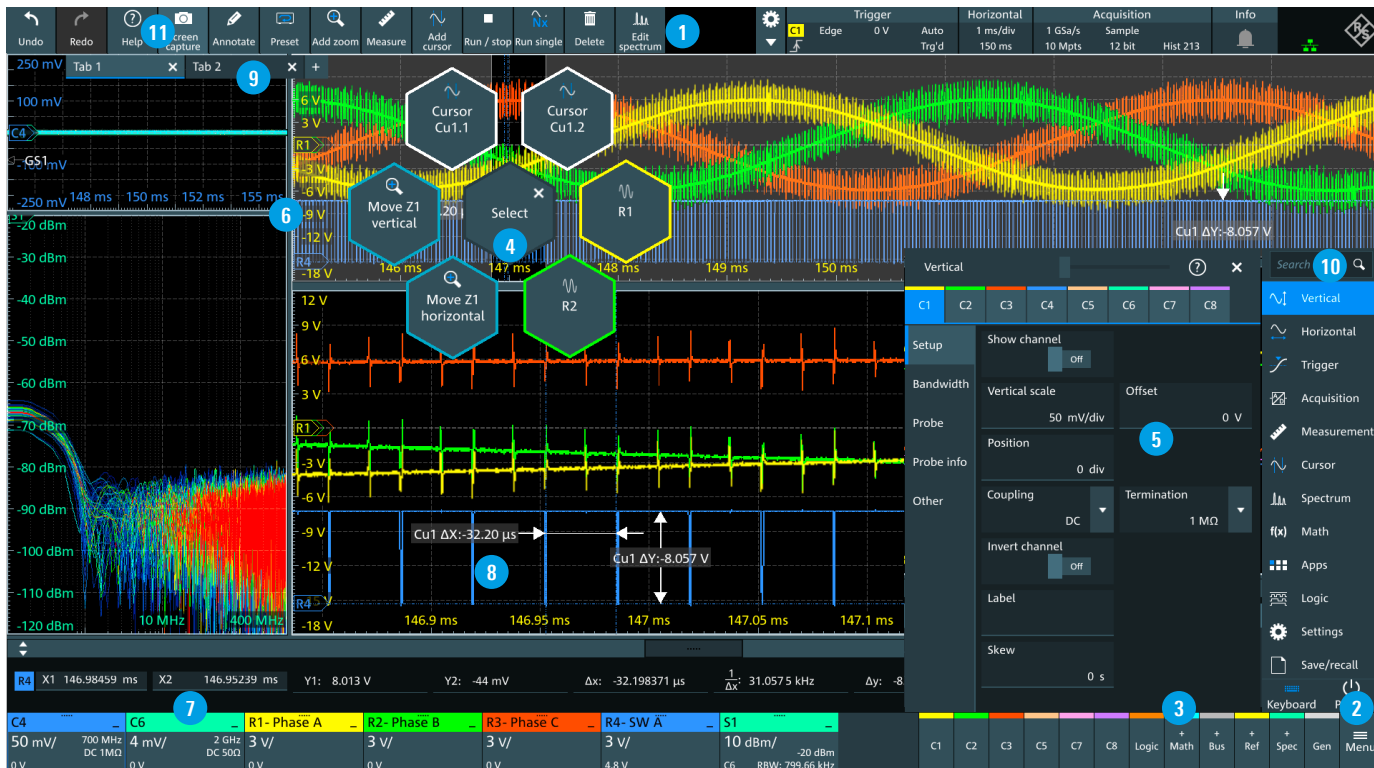 Undo
Redo
Help
Screen capture
Annotate
Preset
Add zoom
Measure
Add cursor
Run / stop
Nx
Run single
Delete
Edit spectrum
11
1
Trigger
C1 Edge 0 V Auto
Trig'd
Horizontal
1 ms/div
150 ms
Acquisition
1 GSa/s Sample
10 Mpts 12 bit Hist 213
Info
R&S
250 mV
Tab 1
Tab 2
9
+
100 mV
C4
GS1
-250 mV
148 ms
150 ms
152 ms
155 ms
6 V
3 V
R1
-3 V
-6 V
-9 V
-12 V
R4
-18 V
146 ms
147 ms
148 ms
149 ms
150 ms
Cursor
Cu1.1
Cursor
Cu1.2
Move Z1
vertical
Select
R1
4
Move Z1
horizontal
R2
6
Cu1 ΔY:-8.057 V
-20 dBm
-40 dBm
-50 dBm
-60 dBm
-70 dBm
-80 dBm
-90 dBm
-100 dBm
-110 dBm
-120 dBm
10 MHz
400 MHz
12 V
9 V
6 V
3 V
R1
-3 V
-6 V
-9 V
-12 V
R4
-18 V
Cu1 ΔX:-32.20 µs
Cu1 ΔY:-8.057 V
8
146.9 ms
146.95 ms
147 ms
147.05 ms
147.1 ms
Vertical
C1 C2 C3 C4 C5 C6 C7 C8
Setup
Bandwidth
Probe
Probe info
Other
Show channel
Off
Vertical scale
50 mV/div
Offset
0 V
5
Position
0 div
Coupling
DC
Termination
1 MΩ
Invert channel
Off
Label
Skew
0 s
Search
10
Vertical
Horizontal
Trigger
Acquisition
Measurement
Cursor
Spectrum
f(x) Math
Apps
Logic
Settings
Save/recall
Keyboard
2
R4 X1 146.98459 ms X2 146.95239 ms Y1: 8.013 V Y2: -44 mV Δx: -32.198371 µs 1/Δx: 31.0575 kHz Δy: -8.
7
C4
50 mV/
700 MHz
DC 1MΩ
0 V
C6
4 mV/
2 GHz
DC 50Ω
0 V
R1- Phase A
3 V/
0 V
R2- Phase B
3 V/
0 V
R3- Phase C
3 V/
0 V
R4- SW A
3 V/
4.8 V
S1
10 dBm/
-20 dBm
C6 RBW: 799.66 kHz
3
C1 C2 C3 C5 C7 C8 Logic + Math + Bus + Ref + Spec Gen Menu